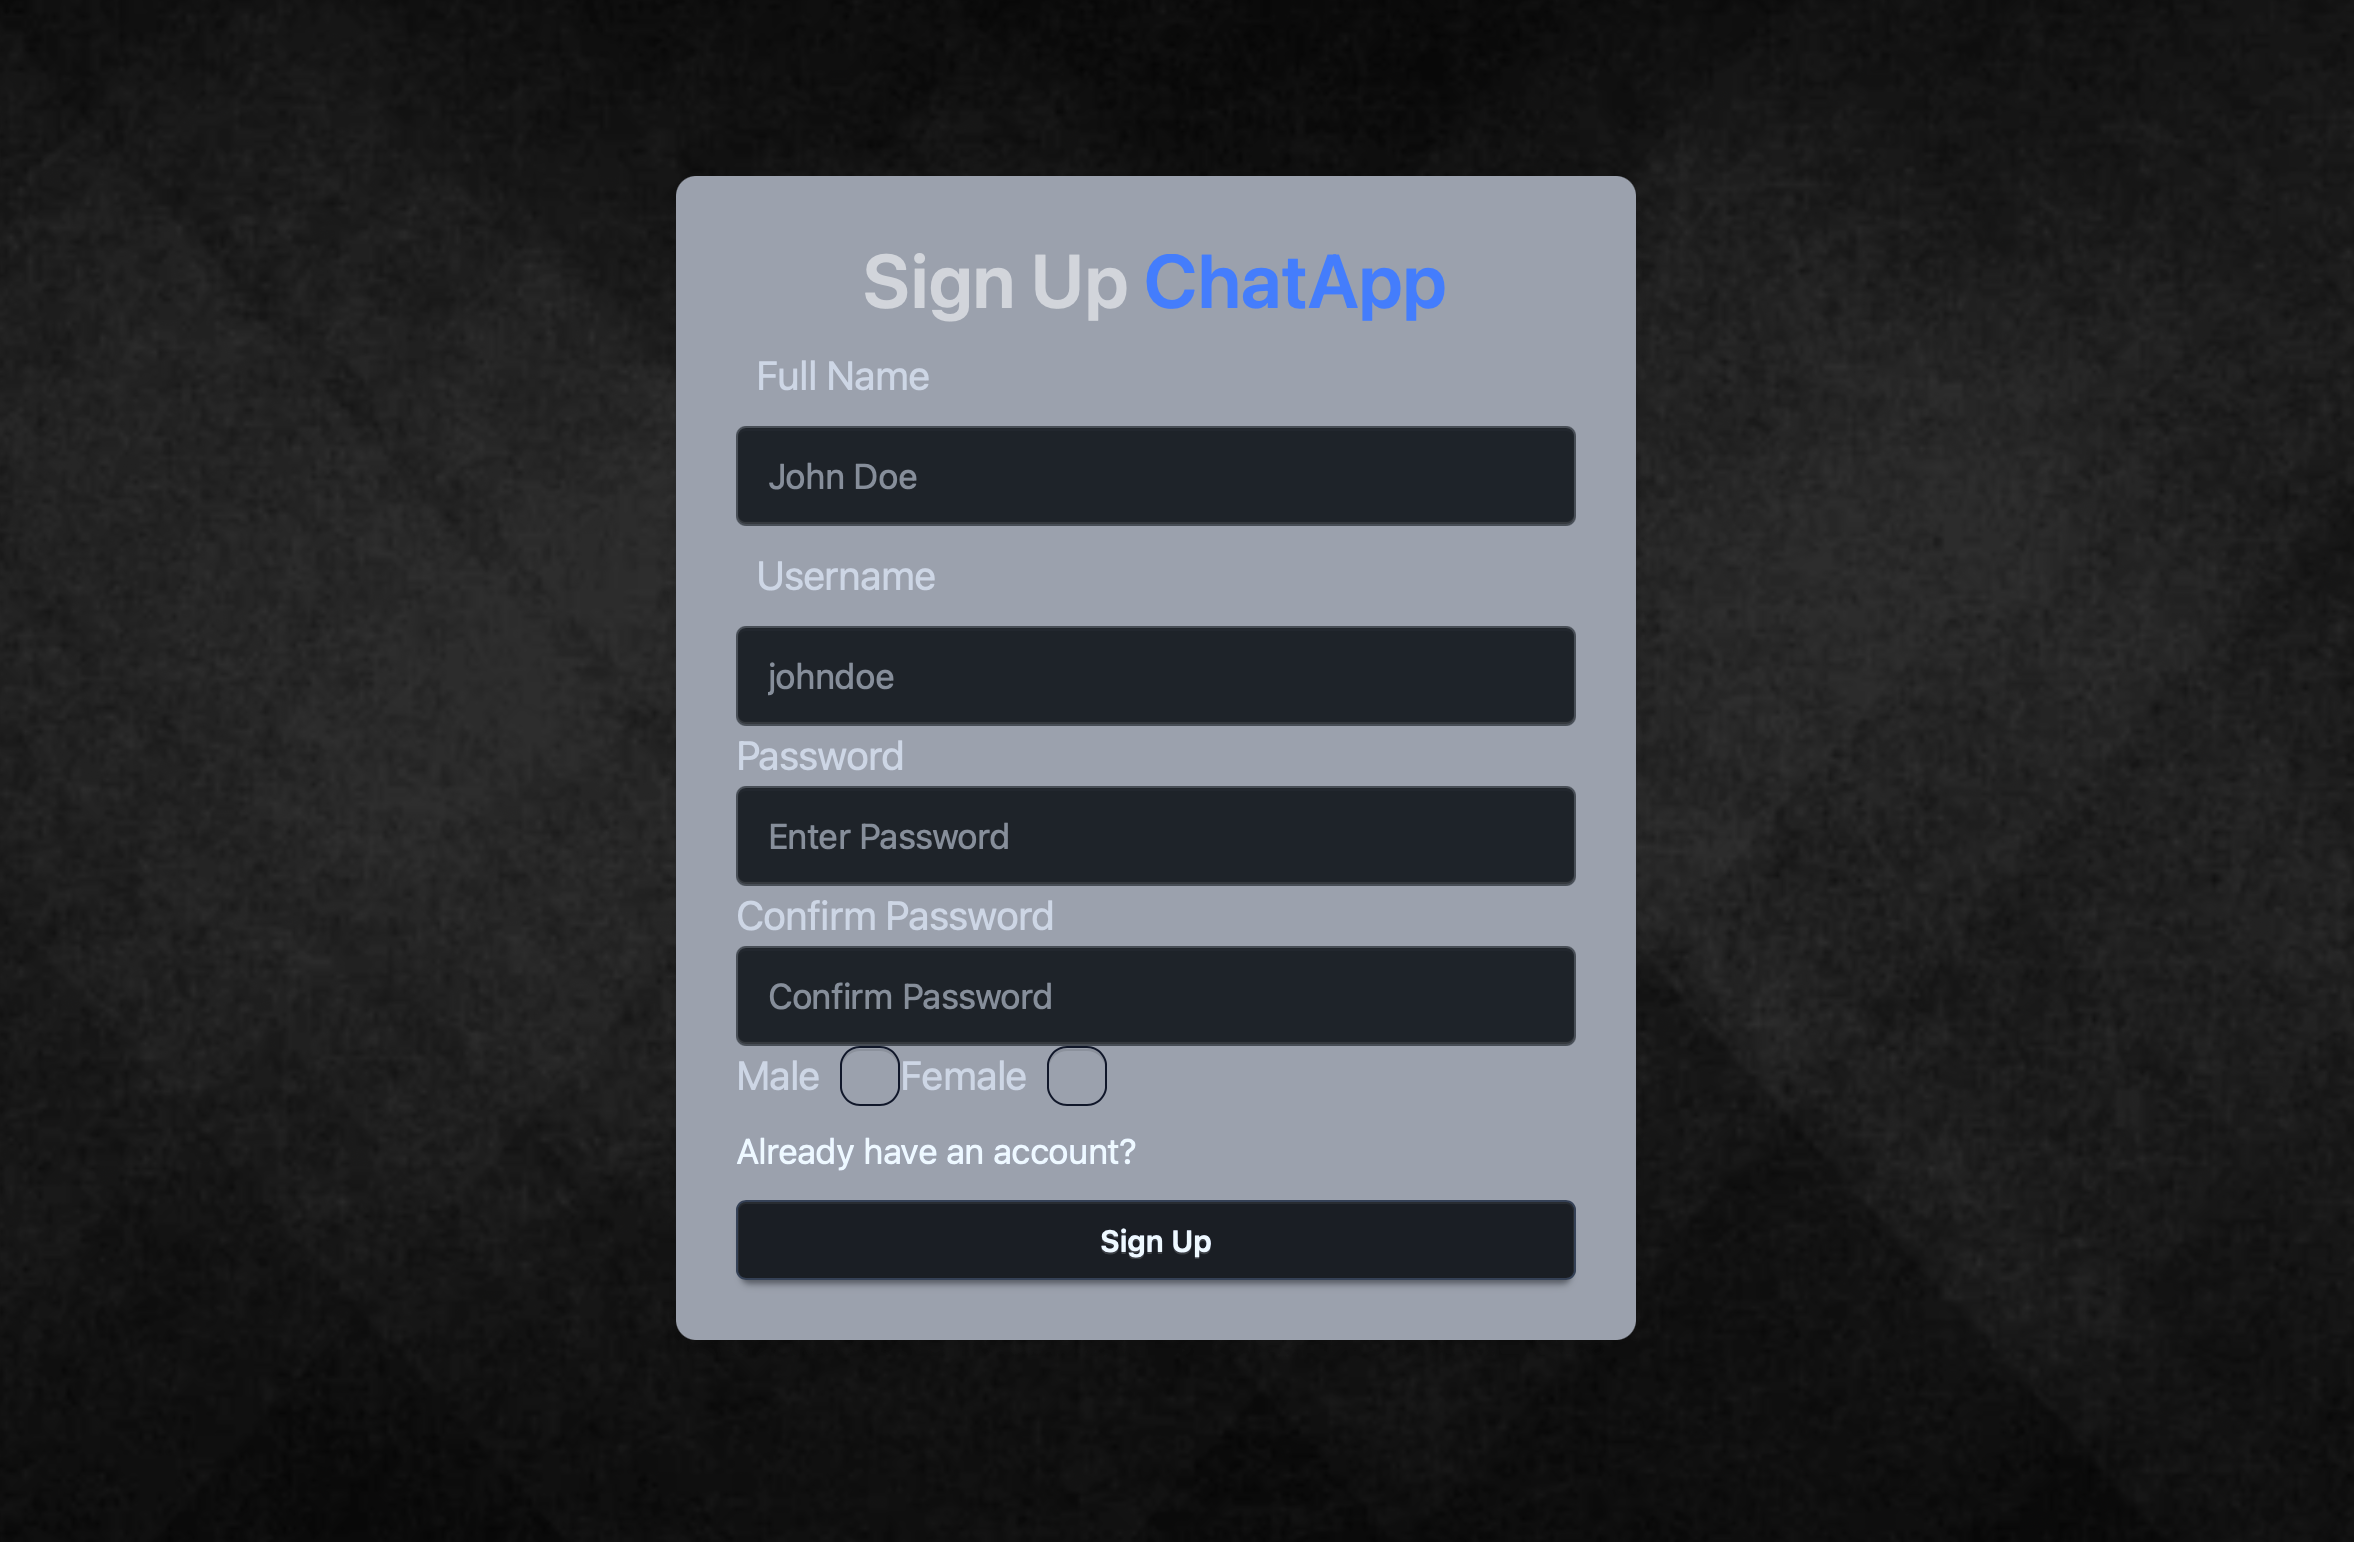 Sign Up ChatApp
Full Name
John Doe
Username
johndoe
Password
Enter Password
Confirm Password
Confirm Password
Male Female
Already have an account?
Sign Up